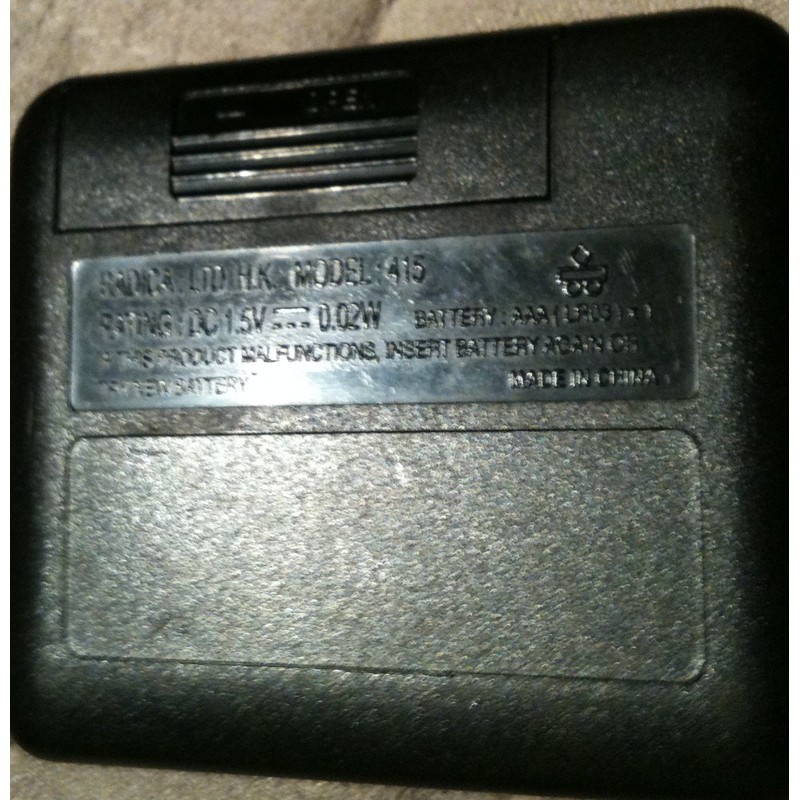 OPEN
RADICA LTD H.K. MODEL 415
RATING : DC 1.5V 0.02W BATTERY : AAA ( LR03 ) x 1
IF THIS PRODUCT MALFUNCTIONS, INSERT BATTERY AGAIN OR
TRY NEW BATTERY MADE IN CHINA